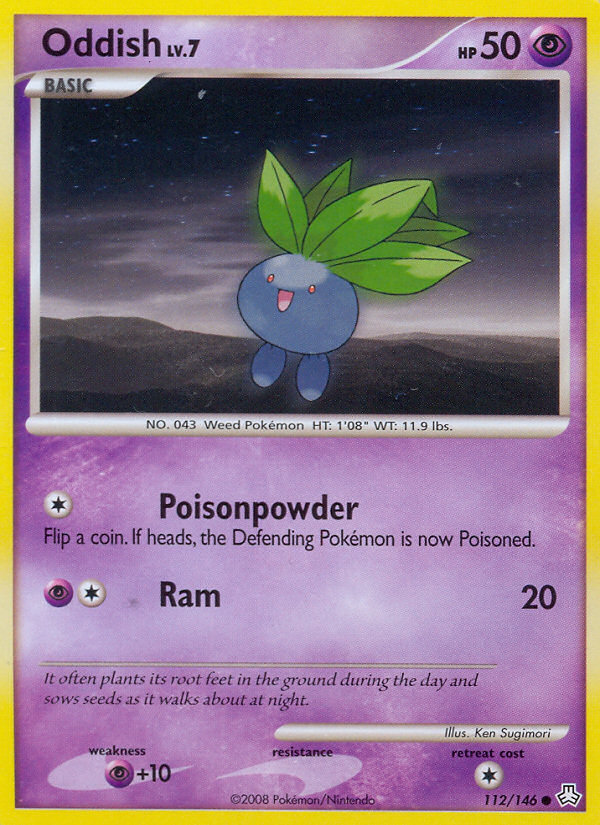 Oddish LV.7
HP 50
BASIC
NO. 043 Weed Pokémon HT: 1'08" WT: 11.9 lbs.
Poisonpowder
Flip a coin. If heads, the Defending Pokémon is now Poisoned.
Ram 20
It often plants its root feet in the ground during the day and
sows seeds as it walks about at night.
Illus. Ken Sugimori
weakness resistance retreat cost
+10
©2008 Pokémon/Nintendo 112/146